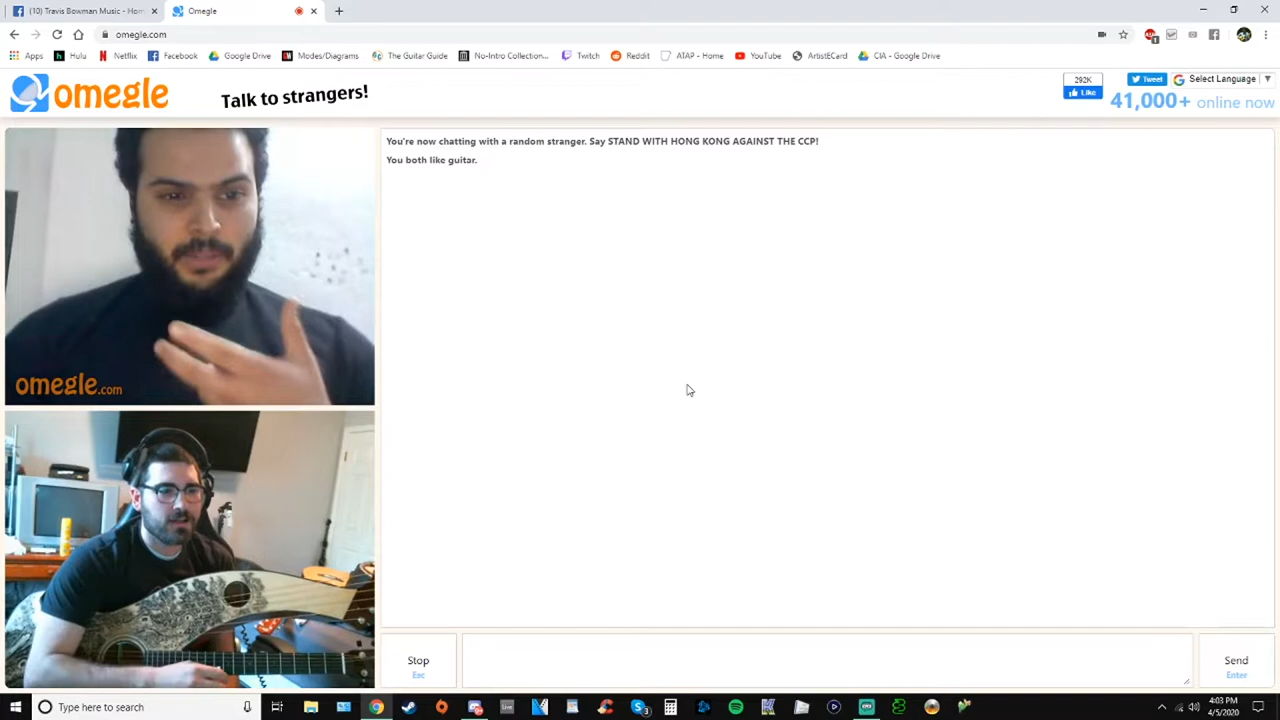 (10) Travis Bowman Music - Hom
Omegle
omegle.com
Apps
Hulu
Netflix
Facebook
Google Drive
Modes/Diagrams
The Guitar Guide
No-Intro Collection...
Twitch
Reddit
ATAP - Home
YouTube
ArtistECard
CIA - Google Drive
omegle
Talk to strangers!
292K
Like
Tweet
Select Language
41,000+ online now
You're now chatting with a random stranger. Say STAND WITH HONG KONG AGAINST THE CCP!
You both like guitar.
omegle.com
Stop
Esc
Send
Enter
Type here to search
4:03 PM
4/5/2020